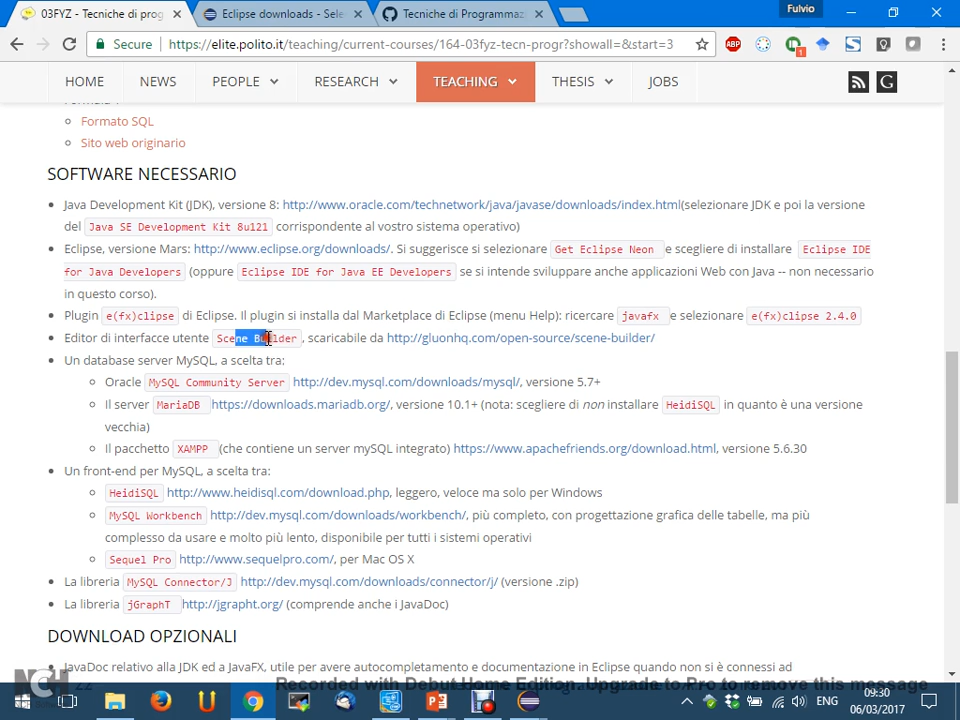 03FYZ - Tecniche di prog
Eclipse downloads - Sele
Tecniche di Programmaz
Fulvio
Secure https://elite.polito.it/teaching/current-courses/164-03fyz-tecn-progr?showall=&start=3
ABP
1
HOME NEWS PEOPLE RESEARCH TEACHING THESIS JOBS
G
Formato SQL
Sito web originario
SOFTWARE NECESSARIO
Java Development Kit (JDK), versione 8: http://www.oracle.com/technetwork/java/javase/downloads/index.html(selezionare JDK e poi la versione
del Java SE Development Kit 8u121 corrispondente al vostro sistema operativo)
Eclipse, versione Mars: http://www.eclipse.org/downloads/. Si suggerisce si selezionare Get Eclipse Neon e scegliere di installare Eclipse IDE
for Java Developers (oppure Eclipse IDE for Java EE Developers se si intende sviluppare anche applicazioni Web con Java -- non necessario
in questo corso).
Plugin e(fx)clipse di Eclipse. Il plugin si installa dal Marketplace di Eclipse (menu Help): ricercare javafx e selezionare e(fx)clipse 2.4.0
Editor di interfacce utente Scene Builder , scaricabile da http://gluonhq.com/open-source/scene-builder/
Un database server MySQL, a scelta tra:
Oracle MySQL Community Server http://dev.mysql.com/downloads/mysql/, versione 5.7+
Il server MariaDB https://downloads.mariadb.org/, versione 10.1+ (nota: scegliere di non installare HeidiSQL in quanto è una versione
vecchia)
Il pacchetto XAMPP (che contiene un server mySQL integrato) https://www.apachefriends.org/download.html, versione 5.6.30
Un front-end per MySQL, a scelta tra:
HeidiSQL http://www.heidisql.com/download.php, leggero, veloce ma solo per Windows
MySQL Workbench http://dev.mysql.com/downloads/workbench/, più completo, con progettazione grafica delle tabelle, ma più
complesso da usare e molto più lento, disponibile per tutti i sistemi operativi
Sequel Pro http://www.sequelpro.com/, per Mac OS X
La libreria MySQL Connector/J http://dev.mysql.com/downloads/connector/j/ (versione .zip)
La libreria jGraphT http://jgrapht.org/ (comprende anche i JavaDoc)
DOWNLOAD OPZIONALI
JavaDoc relativo alla JDK ed a JavaFX, utile per avere autocompletamento e documentazione in Eclipse quando non si è connessi ad
NCH
Recorded with Debut Home Edition. Upgrade to Pro to remove this message
ENG
09:30
06/03/2017